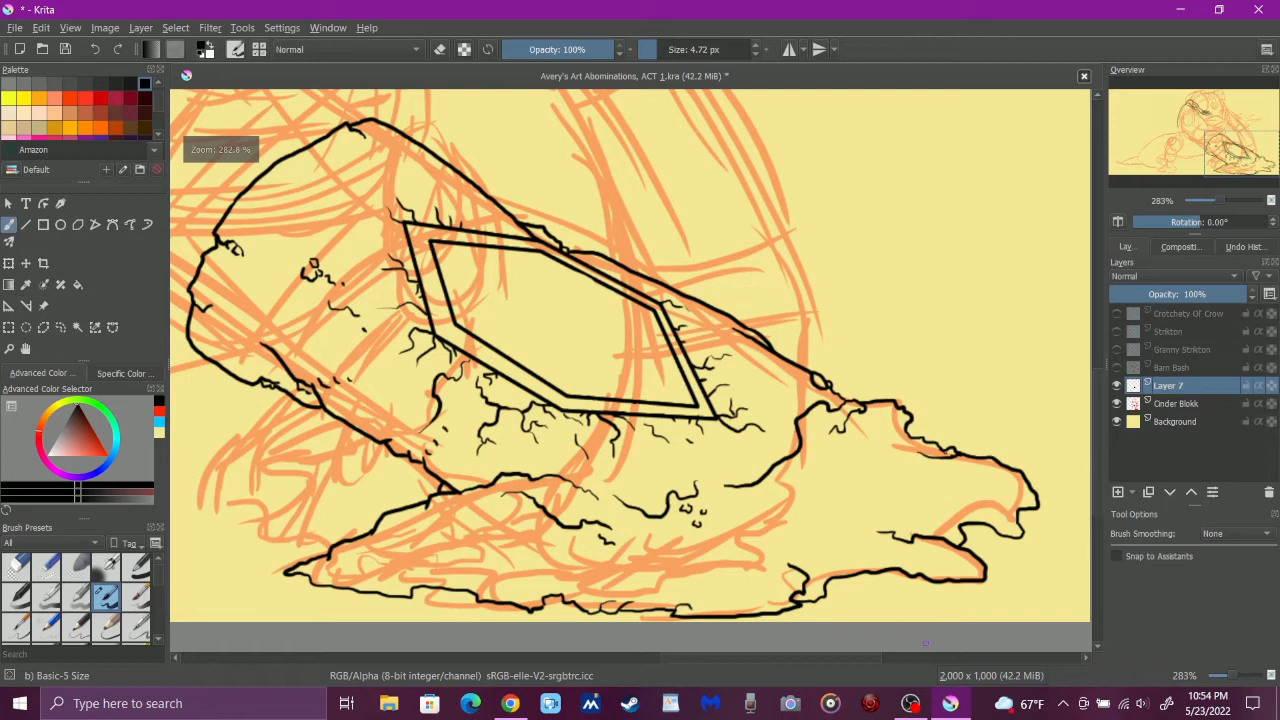 * - Krita
File Edit View Image Layer Select Filter Tools Settings Window Help
Normal
Opacity: 100%
Size: 4.72 px
Palette
Avery's Art Abominations, ACT 1.kra (42.2 MiB) *
Overview
Zoom: 282.8 %
Amazon
Default
283%
Rotation: 0.00°
Lay... Compositi... Undo Hist...
Layers
Normal
Opacity: 100%
Crotchety Of Crow
Strikton
Granny Strikton
Barn Bash
Layer 7
Cinder Blokk
Background
Advanced Color ... Specific Color ...
Advanced Color Selector
Tool Options
Brush Smoothing: None
Snap to Assistants
Brush Presets
All
Tag
Search
b) Basic-5 Size
RGB/Alpha (8-bit integer/channel) sRGB-elle-V2-srgbtrc.icc
2,000 x 1,000 (42.2 MiB)
283%
Type here to search
67°F
10:54 PM
5/23/2022